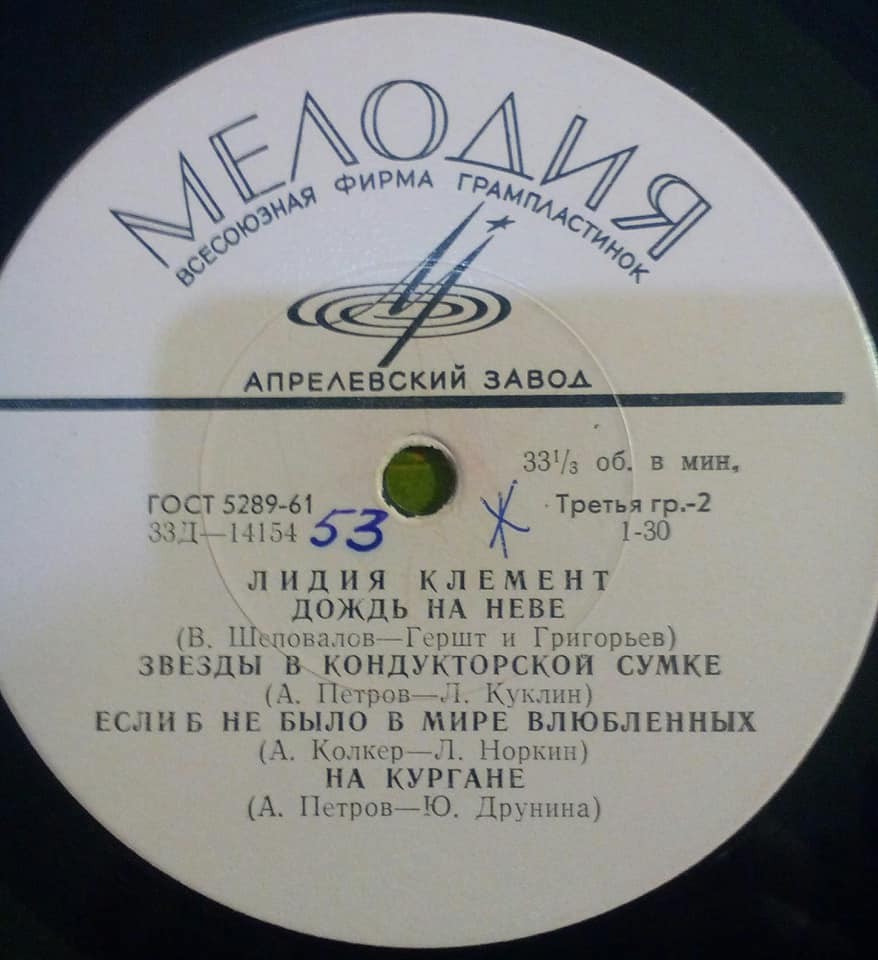 МЕЛОДИЯ
ВСЕСОЮЗНАЯ ФИРМА ГРАМПЛАСТИНОК
АПРЕЛЕВСКИЙ ЗАВОД
33⅓ об. в мин,
ГОСТ 5289-61 Третья гр.-2
33Д—14154 53 Ж 1-30
ЛИДИЯ КЛЕМЕНТ
ДОЖДЬ НА НЕВЕ
(В. Шеповалов—Гершт и Григорьев)
ЗВЕЗДЫ В КОНДУКТОРСКОЙ СУМКЕ
(А. Петров—Л. Куклин)
ЕСЛИ Б НЕ БЫЛО В МИРЕ ВЛЮБЛЕННЫХ
(А. Колкер—Л. Норкин)
НА КУРГАНЕ
(А. Петров—Ю. Друнина)